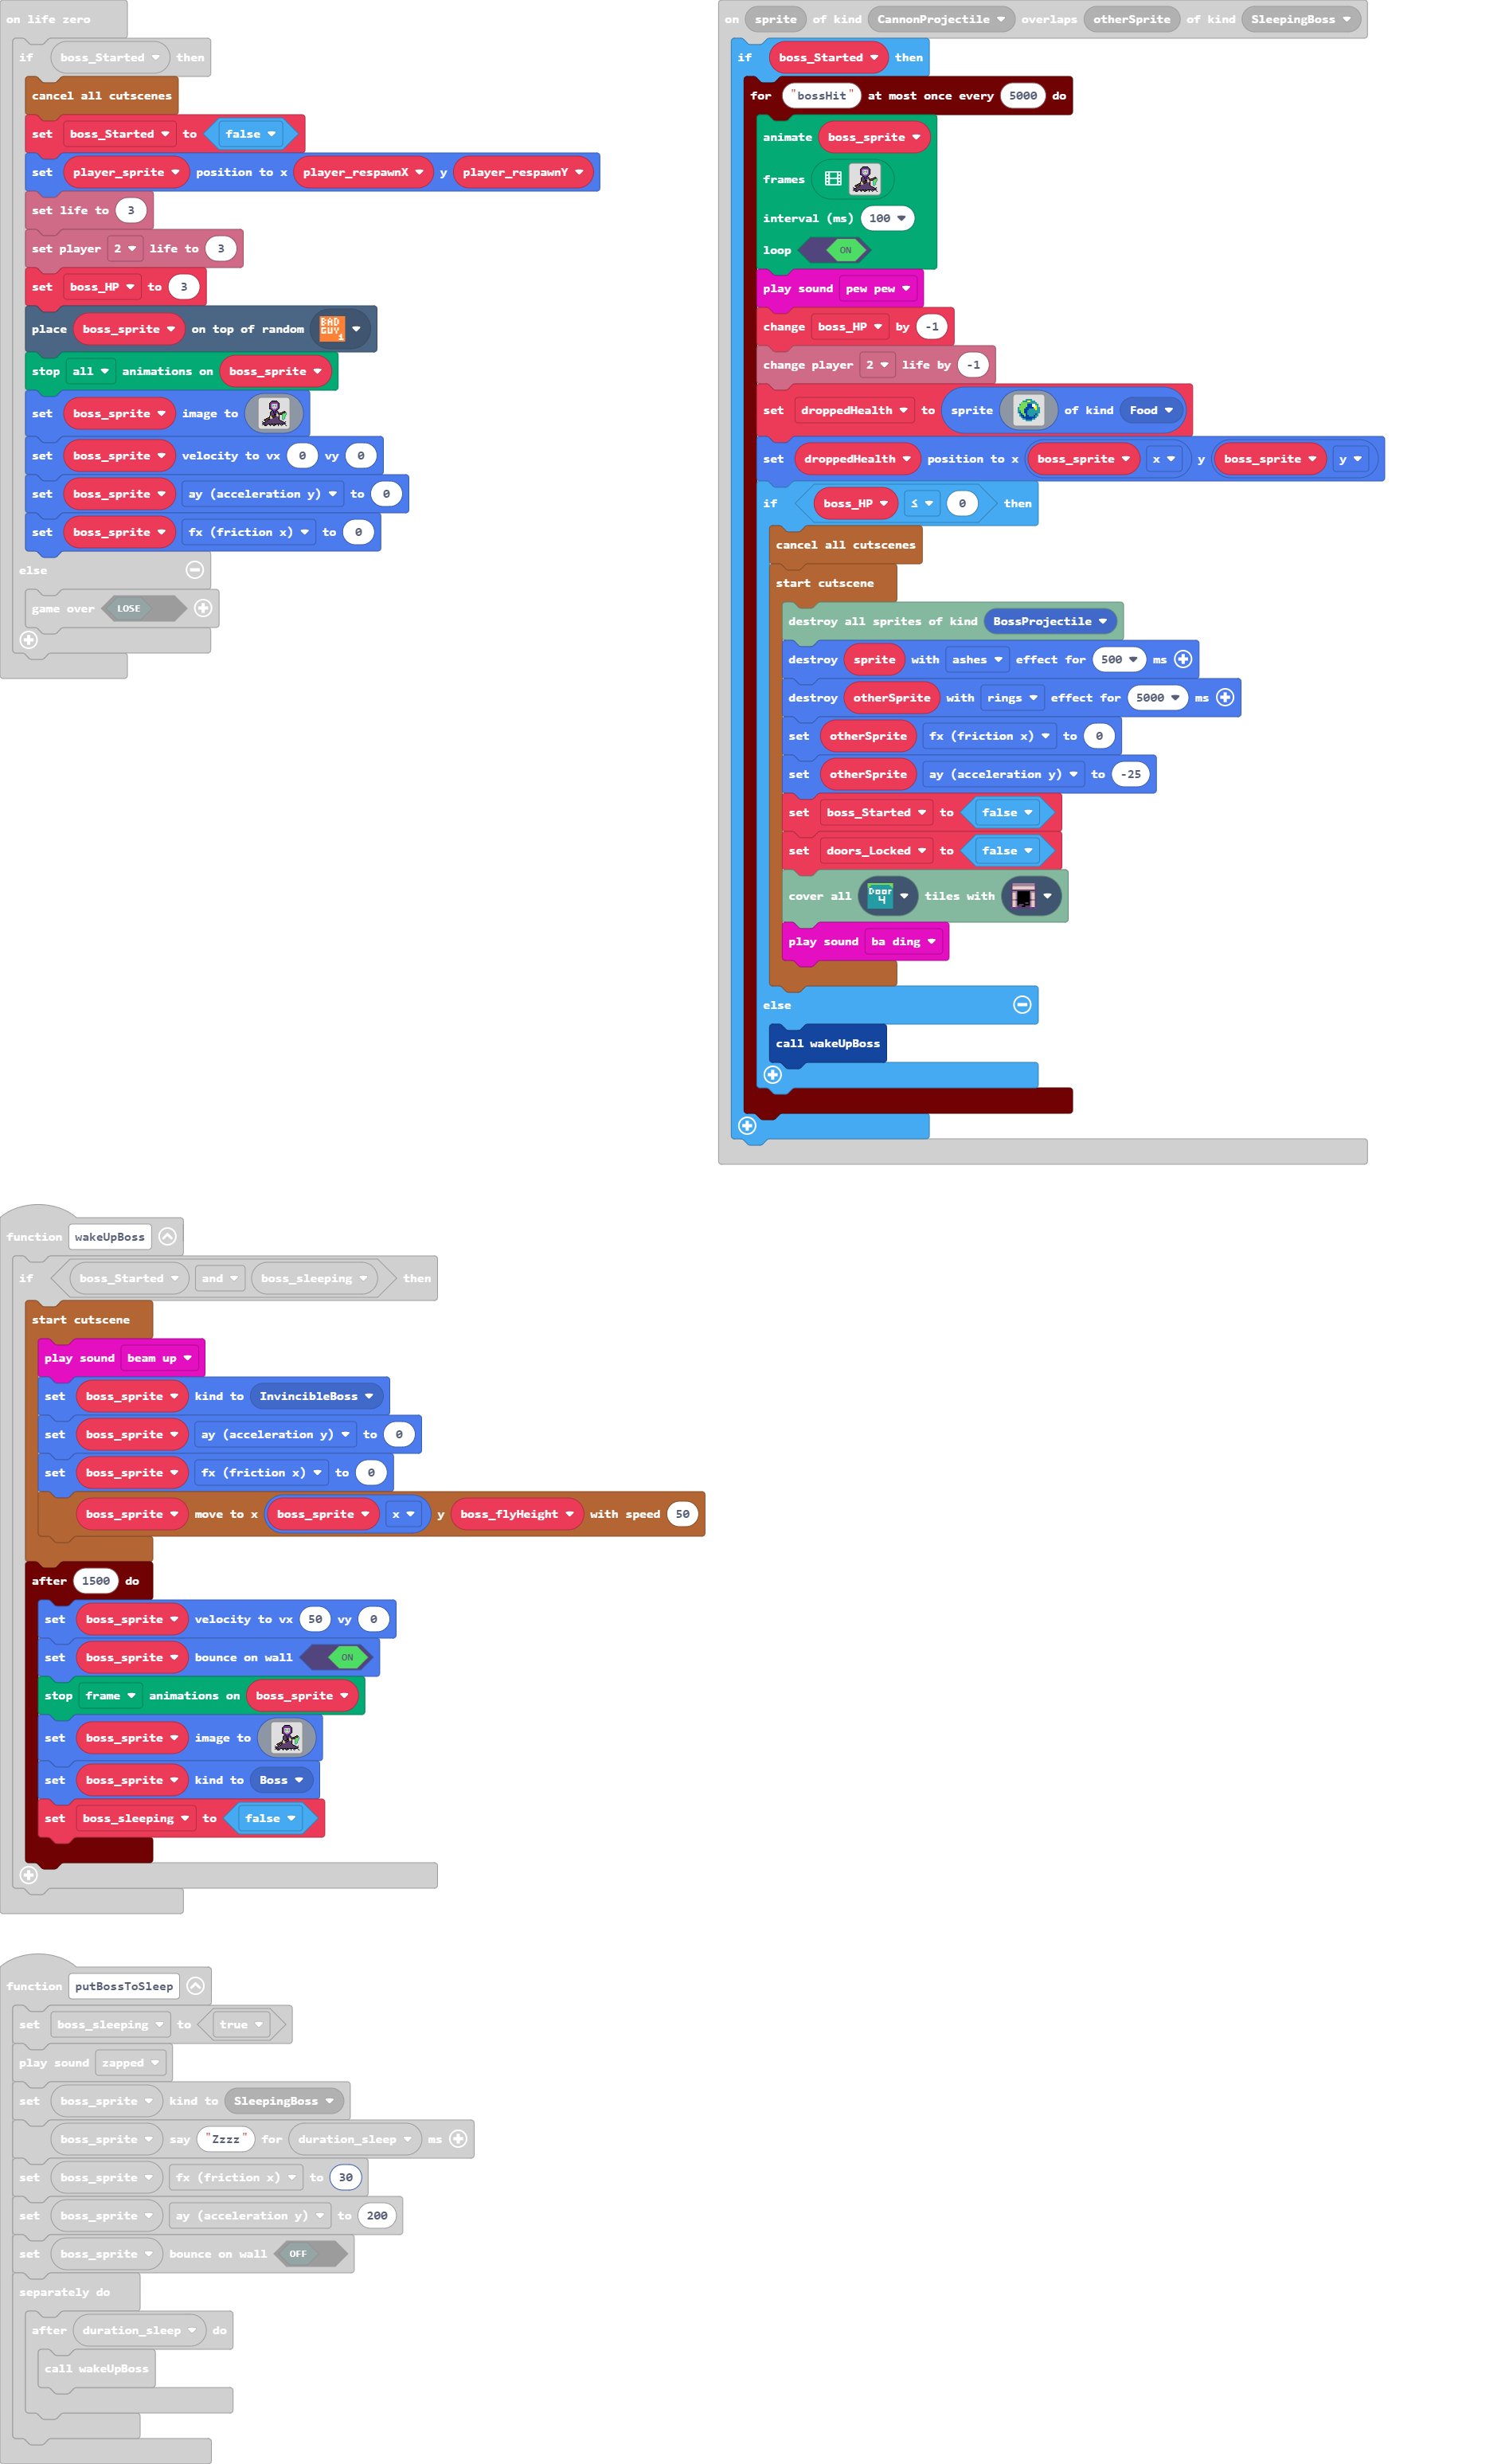 on life zero
if boss_Started then
cancel all cutscenes
set boss_Started to false
set player_sprite position to x player_respawnX y player_respawnY
set life to 3
set player 2 life to 3
set boss_HP to 3
place boss_sprite on top of random BAD GUY 1
stop all animations on boss_sprite
set boss_sprite image to
set boss_sprite velocity to vx 0 vy 0
set boss_sprite ay (acceleration y) to 0
set boss_sprite fx (friction x) to 0
else
game over LOSE
on sprite of kind CannonProjectile overlaps otherSprite of kind SleepingBoss
if boss_Started then
for "bossHit" at most once every 5000 do
animate boss_sprite
frames
interval (ms) 100
loop ON
play sound pew pew
change boss_HP by -1
change player 2 life by -1
set droppedHealth to sprite of kind Food
set droppedHealth position to x boss_sprite x y boss_sprite y
if boss_HP ≤ 0 then
cancel all cutscenes
start cutscene
destroy all sprites of kind BossProjectile
destroy sprite with ashes effect for 500 ms
destroy otherSprite with rings effect for 5000 ms
set otherSprite fx (friction x) to 0
set otherSprite ay (acceleration y) to -25
set boss_Started to false
set doors_Locked to false
cover all Door 4 tiles with
play sound ba ding
else
call wakeUpBoss
function wakeUpBoss
if boss_Started and boss_sleeping then
start cutscene
play sound beam up
set boss_sprite kind to InvincibleBoss
set boss_sprite ay (acceleration y) to 0
set boss_sprite fx (friction x) to 0
boss_sprite move to x boss_sprite x y boss_flyHeight with speed 50
after 1500 do
set boss_sprite velocity to vx 50 vy 0
set boss_sprite bounce on wall ON
stop frame animations on boss_sprite
set boss_sprite image to
set boss_sprite kind to Boss
set boss_sleeping to false
function putBossToSleep
set boss_sleeping to true
play sound zapped
set boss_sprite kind to SleepingBoss
boss_sprite say "Zzzz" for duration_sleep ms
set boss_sprite fx (friction x) to 30
set boss_sprite ay (acceleration y) to 200
set boss_sprite bounce on wall OFF
separately do
after duration_sleep do
call wakeUpBoss